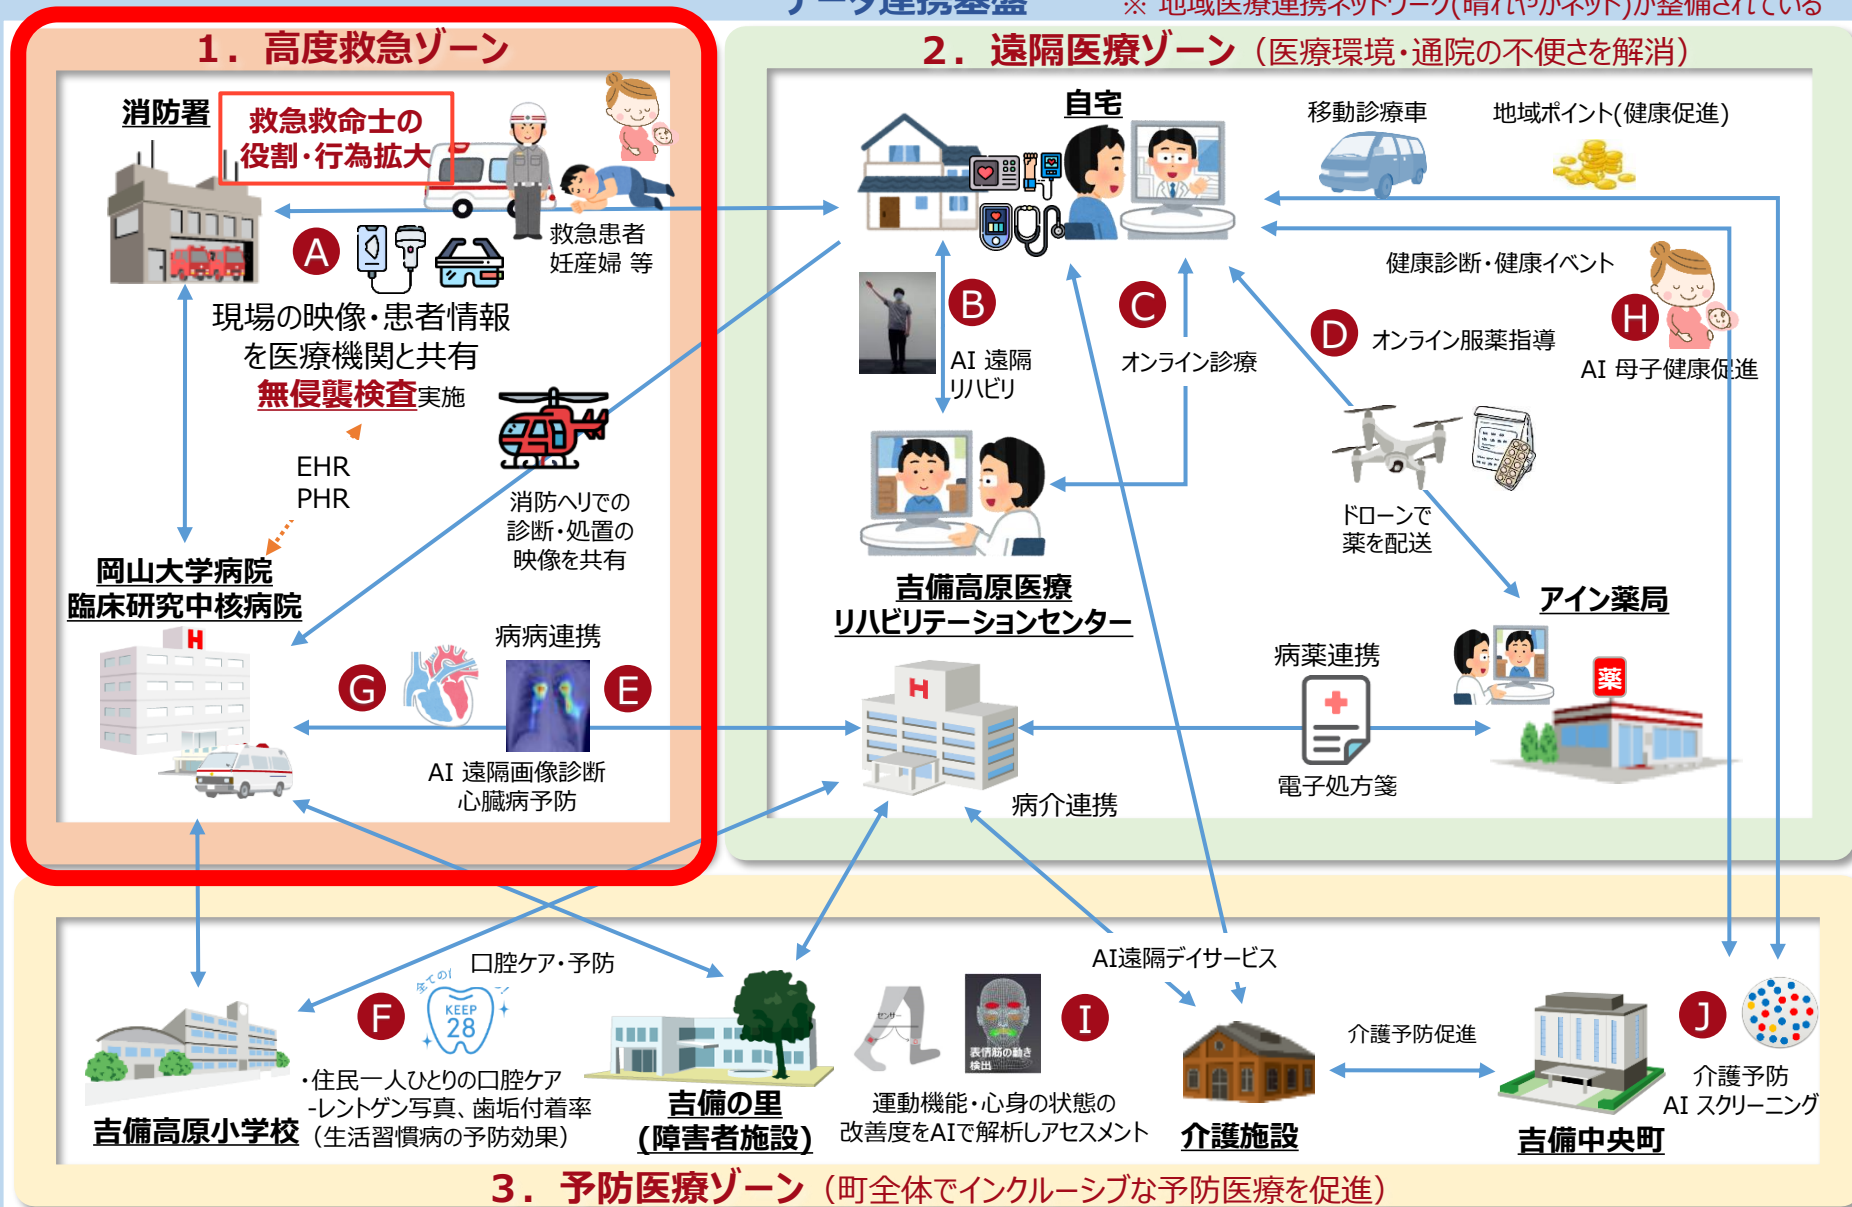 データ連携基盤
※ 地域医療連携ネットワーク(晴れやかネット)が整備されている
1．高度救急ゾーン
消防署
救急救命士の
役割・行為拡大
A
救急患者
妊産婦 等
現場の映像・患者情報
を医療機関と共有
無侵襲検査実施
EHR
PHR
消防ヘリでの
診断・処置の
映像を共有
岡山大学病院
臨床研究中核病院
H
病病連携
G
E
AI 遠隔画像診断
心臓病予防
2．遠隔医療ゾーン（医療環境・通院の不便さを解消）
自宅
移動診療車
地域ポイント(健康促進)
健康診断・健康イベント
B
AI 遠隔
リハビリ
C
オンライン診療
D
オンライン服薬指導
H
AI 母子健康促進
ドローンで
薬を配送
吉備高原医療
リハビリテーションセンター
H
アイン薬局
薬
病薬連携
電子処方箋
病介連携
口腔ケア・予防
F
KEEP
28
・住民一人ひとりの口腔ケア
-レントゲン写真、歯垢付着率
（生活習慣病の予防効果）
吉備高原小学校
吉備の里
(障害者施設)
センサー
表情筋の動き
検出
I
運動機能・心身の状態の
改善度をAIで解析しアセスメント
AI遠隔デイサービス
介護施設
介護予防促進
吉備中央町
J
介護予防
AI スクリーニング
3．予防医療ゾーン（町全体でインクルーシブな予防医療を促進）